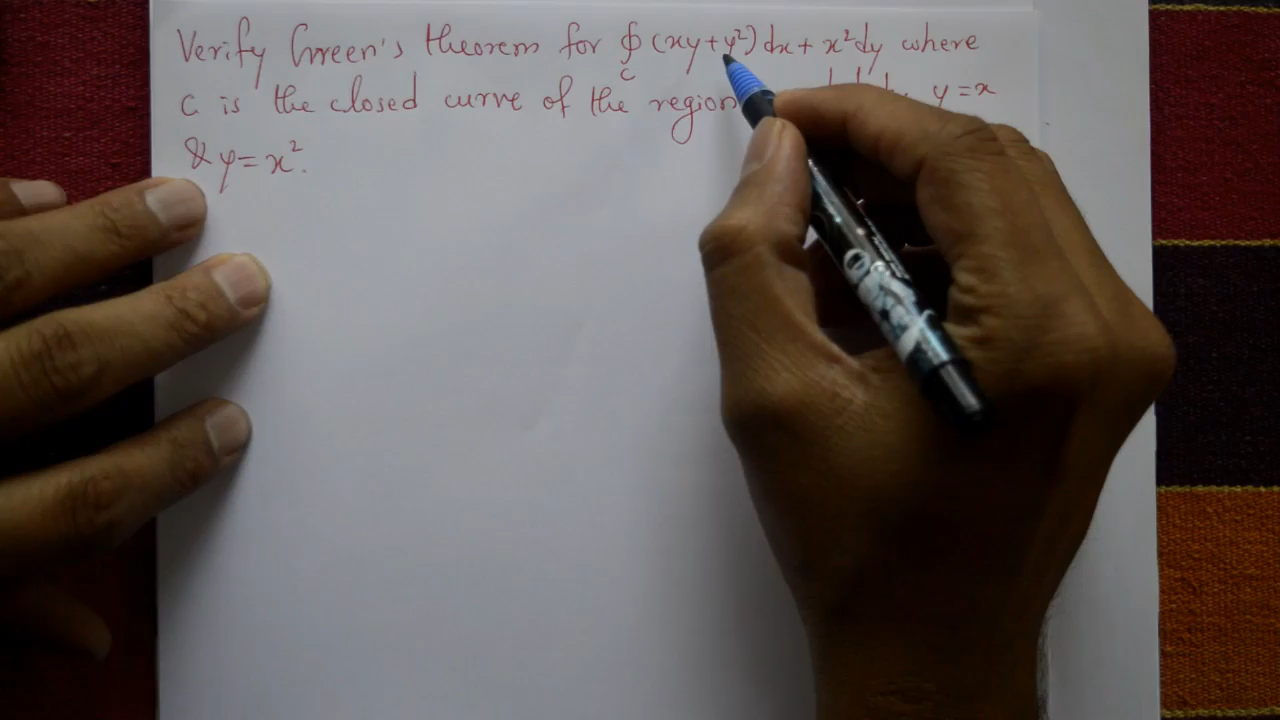 Verify Green's theorem for ∮_C (xy+y²)dx + x²dy where
C is the closed curve of the region y=x
& y=x².